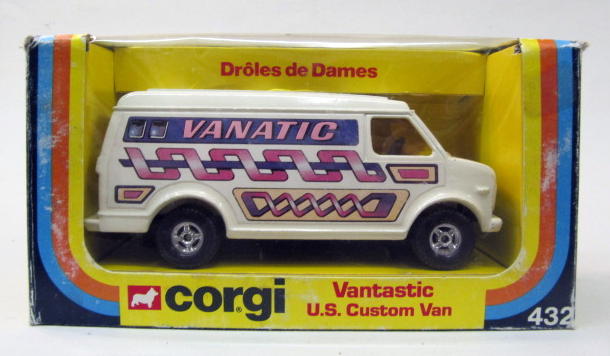 Drôles de Dames
VANATIC
corgi®
Vantastic
U.S. Custom Van
432